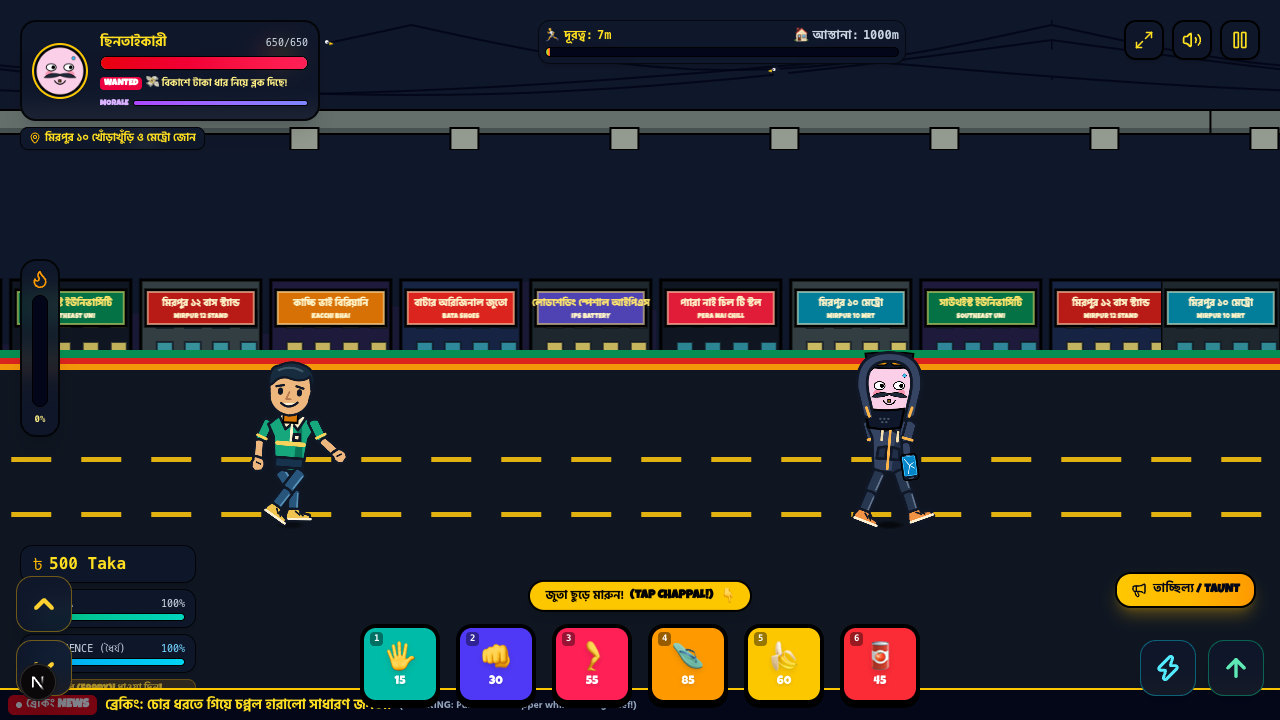 ছিনতাইকারী
650/650
WANTED 💸 বিকাশে টাকা ধার নিয়ে ব্লক দিছে!
MORALE
🏃 দূরত্ব: 7m
🏠 আস্তানা: 1000m
মিরপুর ১০ খোঁড়াখুঁড়ি ও মেট্রো জোন
ইউনিভার্সিটি
THEAST UNI
মিরপুর ১২ বাস স্ট্যান্ড
MIRPUR 12 STAND
কাচ্চি ভাই বিরিয়ানি
KACCHI BHAI
বাটার অরিজিনাল জুতো
BATA SHOES
লোডশেডিং স্পেশাল আইপিএস
IPS BATTERY
প্যারা নাই চিল টি স্টল
PERA NAI CHILL
মিরপুর ১০ মেট্রো
MIRPUR 10 MRT
সাউথইস্ট ইউনিভার্সিটি
SOUTHEAST UNI
মিরপুর ১২ বাস স্ট্যান্ড
MIRPUR 12 STAND
মিরপুর ১০ মেট্রো
MIRPUR 10 MRT
0%
৳ 500 Taka
100%
ENCE (ধৈর্য)
100%
জুতা ছুড়ে মারুন! (TAP CHAPPAL!) 👇
তাচ্ছিল্য / TAUNT
1
15
2
30
3
55
4
85
5
60
6
45
N
ব্রেকিং NEWS
ব্রেকিং: চোর ধরতে গিয়ে চপ্পল হারালো সাধারণ